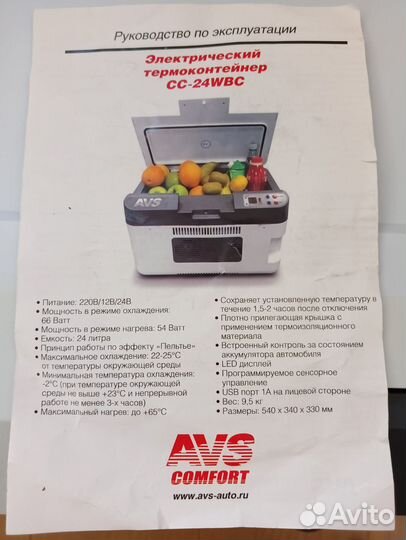 Руководство по эксплуатации
Электрический
термоконтейнер
CC-24WBC
AVS
• Питание: 220В/12В/24В
• Мощность в режиме охлаждения:
66 Ватт
• Мощность в режиме нагрева: 54 Ватт
• Емкость: 24 литра
• Принцип работы по эффекту «Пельтье»
• Максимальное охлаждение: 22-25°С
от температуры окружающей среды
• Минимальная температура охлаждения:
-2°С (при температуре окружающей
среды не выше +23°С и непрерывной
работе не менее 3-х часов)
• Максимальный нагрев: до +65°С
• Сохраняет установленную температуру в
течение 1,5-2 часов после отключения
• Плотно прилегающая крышка с
применением термоизоляционного
материала
• Встроенный контроль за состоянием
аккумулятора автомобиля
• LED дисплей
• Программируемое сенсорное
управление
• USB порт 1А на лицевой стороне
• Вес: 9,5 кг
• Размеры: 540 х 340 х 330 мм
AVS
COMFORT
www.avs-auto.ru
Avito